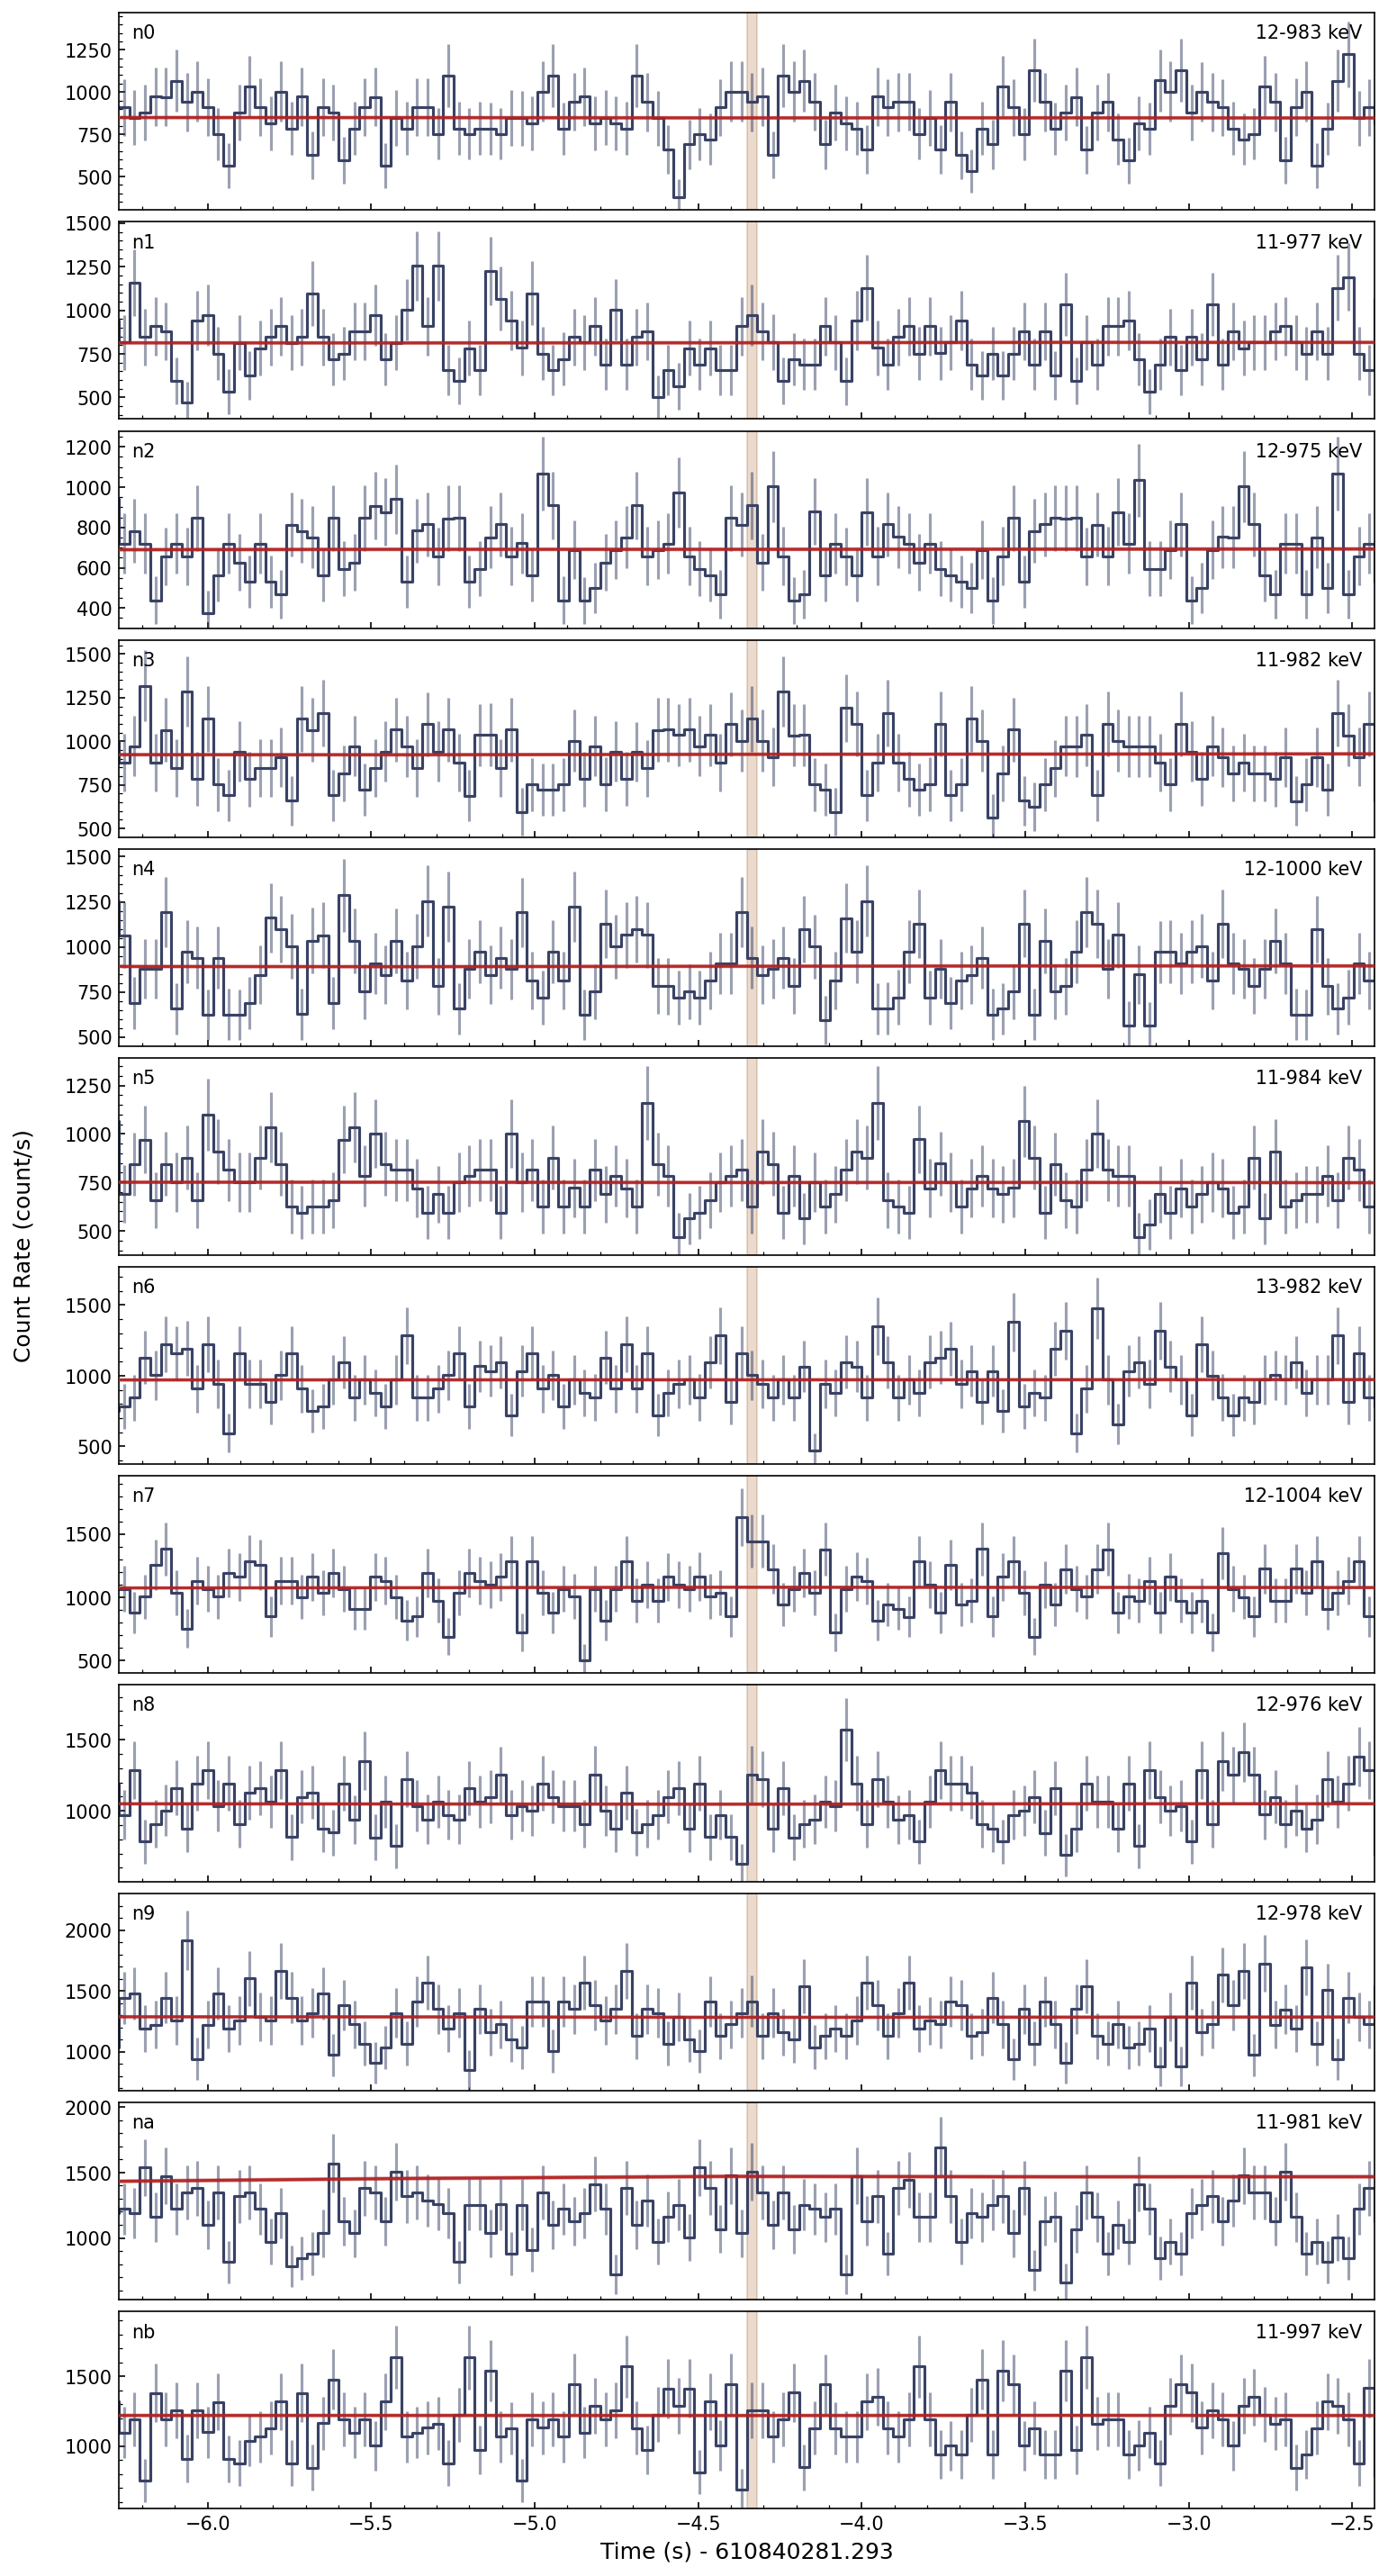 n0 12-983 keV
1250
1000
750
500
n1 11-977 keV
1500
1250
1000
750
500
n2 12-975 keV
1200
1000
800
600
400
n3 11-982 keV
1500
1250
1000
750
500
n4 12-1000 keV
1500
1250
1000
750
500
n5 11-984 keV
1250
1000
750
500
Count Rate (count/s)
n6 13-982 keV
1500
1000
500
n7 12-1004 keV
1500
1000
500
n8 12-976 keV
1500
1000
n9 12-978 keV
2000
1500
1000
na 11-981 keV
2000
1500
1000
nb 11-997 keV
1500
1000
−6.0 −5.5 −5.0 −4.5 −4.0 −3.5 −3.0 −2.5
Time (s) - 610840281.293